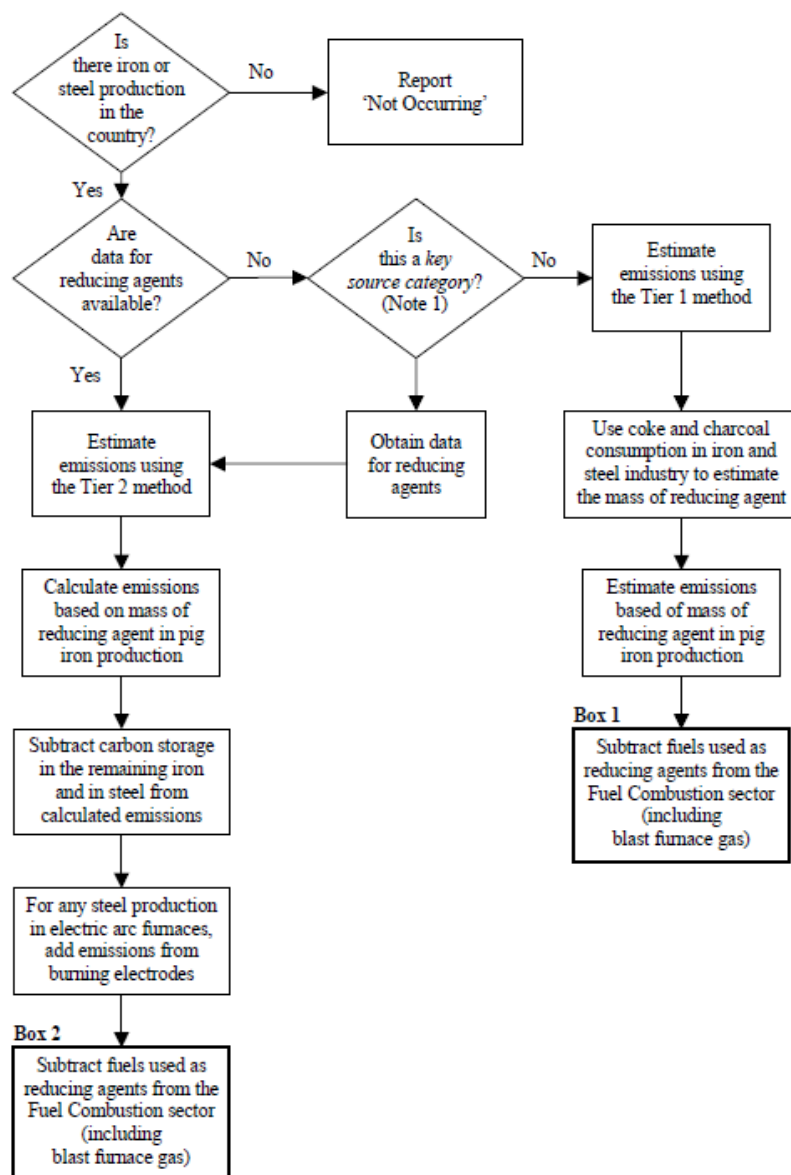 Is
there iron or
steel production
in the
country?
No
Report
‘Not Occurring’
Yes
Are
data for
reducing agents
available?
No
Is
this a key
source category?
(Note 1)
No
Estimate
emissions using
the Tier 1 method
Yes
Estimate
emissions using
the Tier 2 method
Obtain data
for reducing
agents
Use coke and charcoal
consumption in iron and
steel industry to estimate
the mass of reducing agent
Calculate emissions
based on mass of
reducing agent in pig
iron production
Estimate emissions
based of mass of
reducing agent in pig
iron production
Box 1
Subtract fuels used as
reducing agents from the
Fuel Combustion sector
(including
blast furnace gas)
Subtract carbon storage
in the remaining iron
and in steel from
calculated emissions
For any steel production
in electric arc furnaces,
add emissions from
burning electrodes
Box 2
Subtract fuels used as
reducing agents from the
Fuel Combustion sector
(including
blast furnace gas)